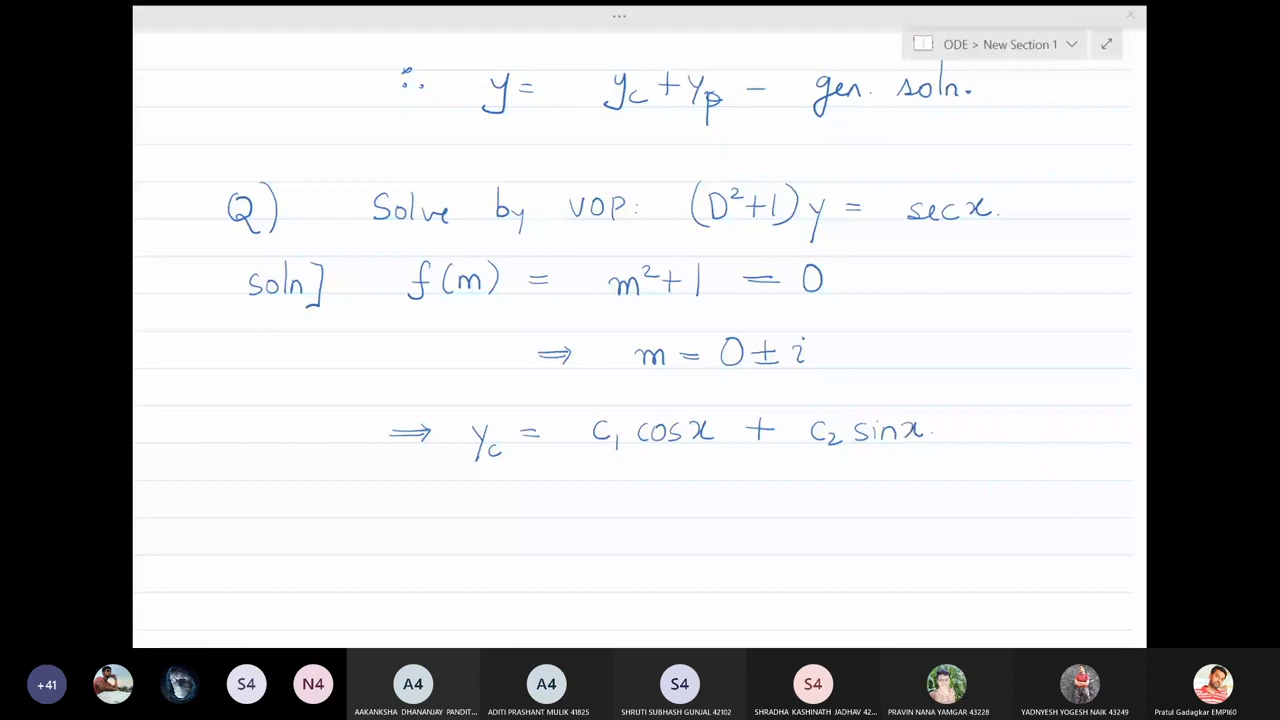 ODE > New Section 1
∴ y = yc + yp - gen. soln.
Q) Solve by VOP: (D²+1)y = sec x.
soln] f(m) = m²+1 = 0
⇒ m = 0 ± i
⇒ yc = c₁ cosx + c₂ sinx.
+41 S4 N4 A4 A4 S4 S4
AAKANKSHA DHANANJAY PANDIT... ADITI PRASHANT MULIK 41825 SHRUTI SUBHASH GUNJAL 42102 SHRADHA KASHINATH JADHAV 42... PRAVIN NANA YAMGAR 43228 YADNYESH YOGESH NAIK 43249 Pratul Gadagkar EMP160